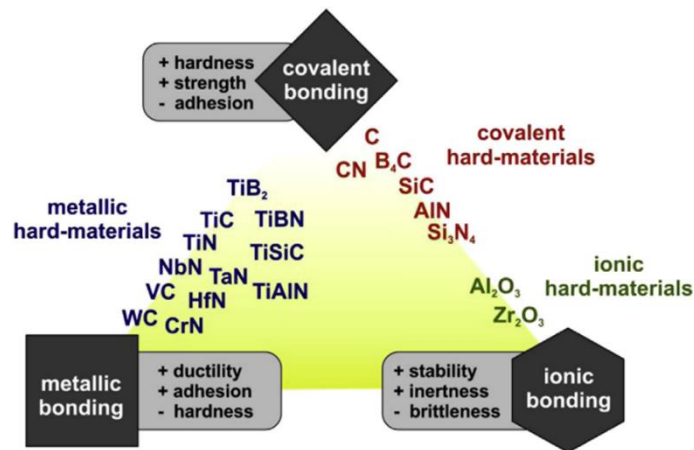 + hardness
+ strength
- adhesion
covalent
bonding
C
CN
B₄C
SiC
AlN
Si₃N₄
covalent
hard-materials
metallic
hard-materials
TiB₂
TiC
TiBN
TiN
TiSiC
NbN
TaN
VC
HfN
TiAlN
WC
CrN
ionic
hard-materials
Al₂O₃
Zr₂O₃
metallic
bonding
+ ductility
+ adhesion
- hardness
+ stability
+ inertness
- brittleness
ionic
bonding